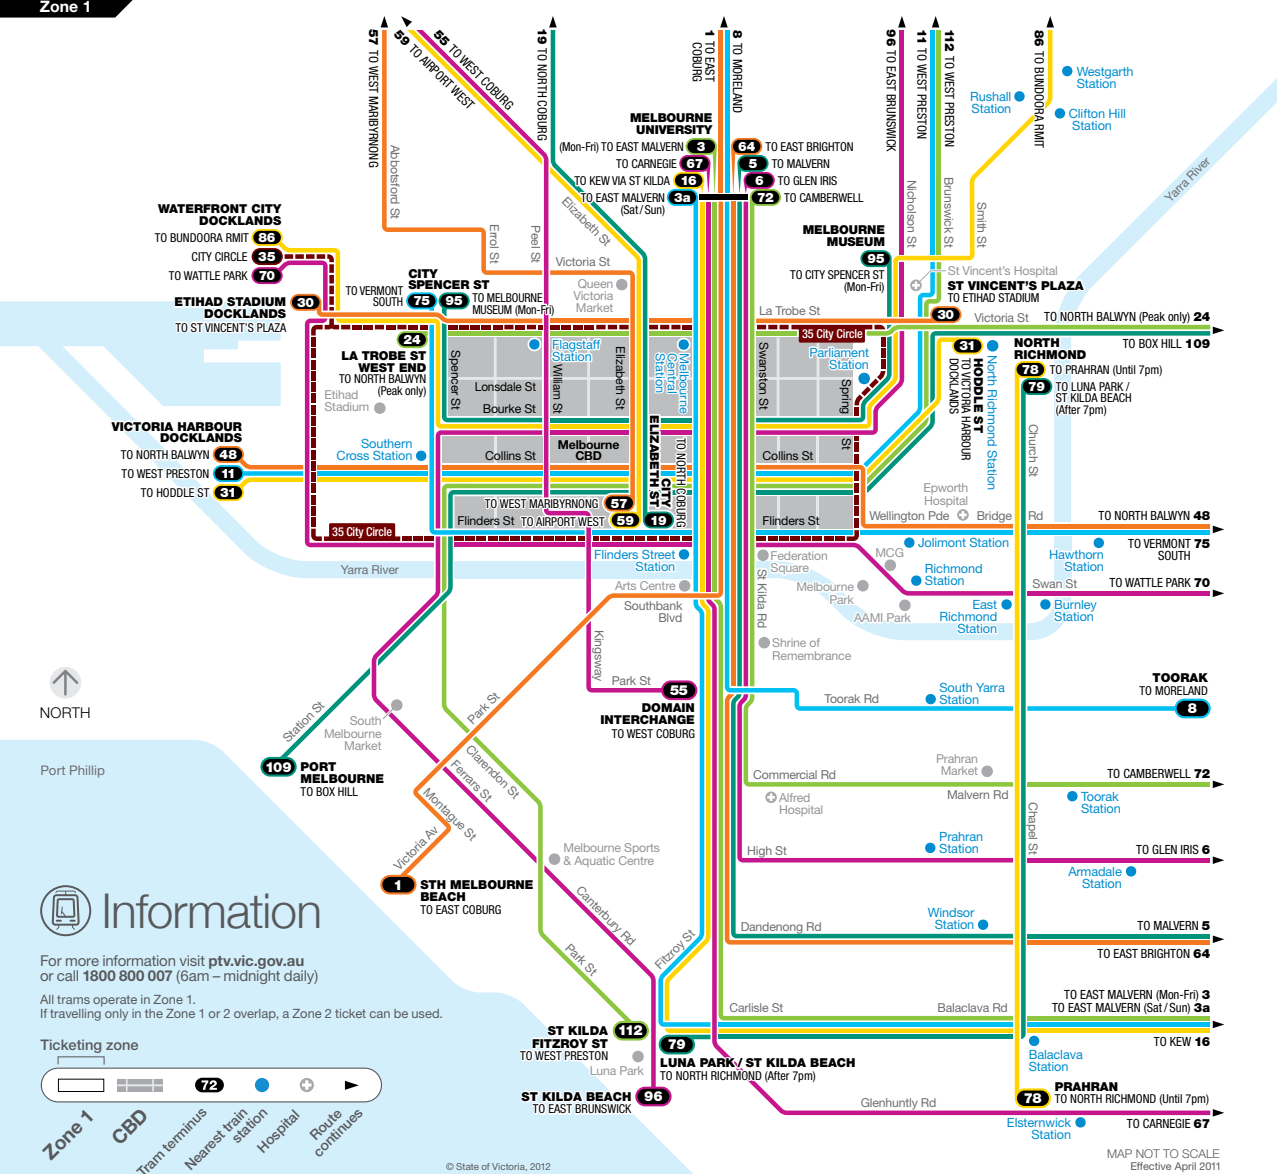 Zone 1
57 TO WEST MARIBYRNONG
59 TO AIRPORT WEST
55 TO WEST COBURG
19 TO NORTH COBURG
1 TO EAST
COBURG
8 TO MORELAND
96 TO EAST BRUNSWICK
11 TO WEST PRESTON
112 TO WEST PRESTON
86 TO BUNDOORA RMIT
Westgarth
Station
Rushall
Station
Clifton Hill
Station
Yarra River
MELBOURNE
UNIVERSITY
(Mon-Fri) TO EAST MALVERN 3
TO CARNEGIE 67
TO KEW VIA ST KILDA 16
TO EAST MALVERN 3a
(Sat/Sun)
64 TO EAST BRIGHTON
5 TO MALVERN
6 TO GLEN IRIS
72 TO CAMBERWELL
Abbotsford St
Errol St
Peel St
Elizabeth St
Victoria St
Nicholson St
Brunswick St
Smith St
WATERFRONT CITY
DOCKLANDS
TO BUNDOORA RMIT 86
CITY CIRCLE 35
TO WATTLE PARK 70
ETIHAD STADIUM
DOCKLANDS 30
TO ST VINCENT'S PLAZA
CITY
SPENCER ST
TO VERMONT
SOUTH 75
95 TO MELBOURNE
MUSEUM (Mon-Fri)
Queen
Victoria
Market
MELBOURNE
MUSEUM
95
TO CITY SPENCER ST
(Mon-Fri)
St Vincent's Hospital
ST VINCENT'S PLAZA
TO ETIHAD STADIUM
30
La Trobe St
Victoria St
TO NORTH BALWYN (Peak only) 24
TO BOX HILL 109
35 City Circle
24
LA TROBE ST
WEST END
TO NORTH BALWYN
(Peak only)
Etihad
Stadium
Spencer St
Flagstaff
Station
William St
Elizabeth St
Melbourne
Central
Station
Swanston St
Parliament
Station
Spring
St
Lonsdale St
Bourke St
31
HODDLE ST
TO VICTORIA HARBOUR
DOCKLANDS
North Richmond Station
NORTH
RICHMOND
78 TO PRAHRAN (Until 7pm)
79 TO LUNA PARK /
ST KILDA BEACH
(After 7pm)
Church St
VICTORIA HARBOUR
DOCKLANDS
TO NORTH BALWYN 48
TO WEST PRESTON 11
TO HODDLE ST 31
Southern
Cross Station
Collins St
Melbourne
CBD
Collins St
CITY
ELIZABETH ST
TO NORTH COBURG
TO WEST MARIBYRNONG 57
TO AIRPORT WEST 59
19
Flinders St
Flinders St
35 City Circle
Epworth
Hospital
Wellington Pde
Bridge
Rd
TO NORTH BALWYN 48
Jolimont Station
Hawthorn
Station
TO VERMONT 75
SOUTH
Yarra River
Flinders Street
Station
Federation
Square
MCG
Richmond
Station
Swan St
TO WATTLE PARK 70
Arts Centre
Southbank
Blvd
St Kilda Rd
Melbourne
Park
AAMI Park
East
Richmond
Station
Burnley
Station
Kingsway
Shrine of
Remembrance
Park St
55
DOMAIN
INTERCHANGE
TO WEST COBURG
South Yarra
Station
Toorak Rd
TOORAK
TO MORELAND
8
NORTH
Port Phillip
Station St
109 PORT
MELBOURNE
TO BOX HILL
South
Melbourne
Market
Park St
Clarendon St
Ferrars St
Montague St
Victoria Av
1 STH MELBOURNE
BEACH
TO EAST COBURG
Commercial Rd
Prahran
Market
TO CAMBERWELL 72
Alfred
Hospital
Malvern Rd
Toorak
Station
Chapel St
Prahran
Station
High St
TO GLEN IRIS 6
Armadale
Station
Melbourne Sports
& Aquatic Centre
Canterbury Rd
Park St
Fitzroy St
Windsor
Station
Dandenong Rd
TO MALVERN 5
TO EAST BRIGHTON 64
Carlisle St
Balaclava Rd
TO EAST MALVERN (Mon-Fri) 3
TO EAST MALVERN (Sat/Sun) 3a
TO KEW 16
ST KILDA 112
FITZROY ST
TO WEST PRESTON
Luna Park
79
LUNA PARK / ST KILDA BEACH
TO NORTH RICHMOND (After 7pm)
ST KILDA BEACH 96
TO EAST BRUNSWICK
Balaclava
Station
78
PRAHRAN
TO NORTH RICHMOND (Until 7pm)
Glenhuntly Rd
Elsternwick
Station
TO CARNEGIE 67
Information
For more information visit ptv.vic.gov.au
or call 1800 800 007 (6am – midnight daily)
All trams operate in Zone 1.
If travelling only in the Zone 1 or 2 overlap, a Zone 2 ticket can be used.
Ticketing zone
72
Zone 1
CBD
Tram terminus
Nearest train
station
Hospital
Route
continues
© State of Victoria, 2012
MAP NOT TO SCALE
Effective April 2011